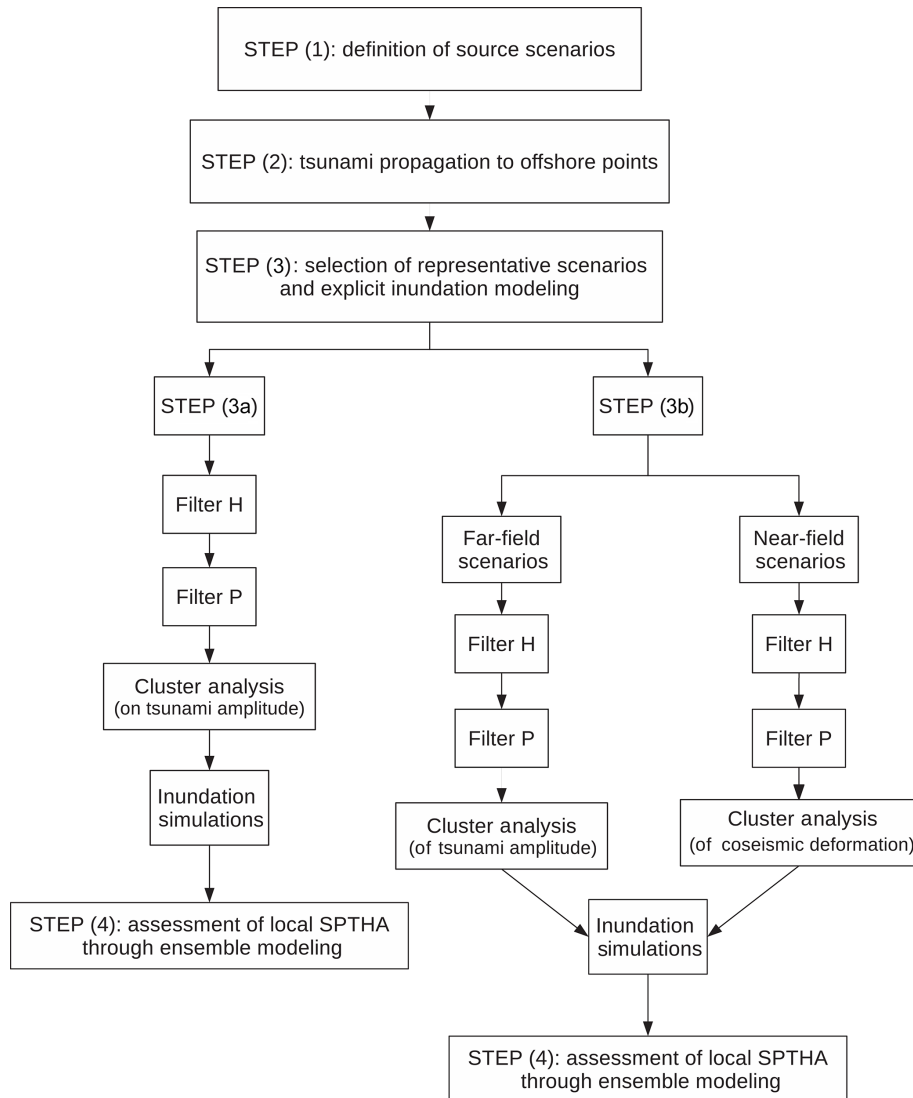 STEP (1): definition of source scenarios
STEP (2): tsunami propagation to offshore points
STEP (3): selection of representative scenarios
and explicit inundation modeling
STEP (3a)
Filter H
Filter P
Cluster analysis
(on tsunami amplitude)
Inundation
simulations
STEP (4): assessment of local SPTHA
through ensemble modeling
STEP (3b)
Far-field
scenarios
Filter H
Filter P
Cluster analysis
(of tsunami amplitude)
Near-field
scenarios
Filter H
Filter P
Cluster analysis
(of coseismic deformation)
Inundation
simulations
STEP (4): assessment of local SPTHA
through ensemble modeling